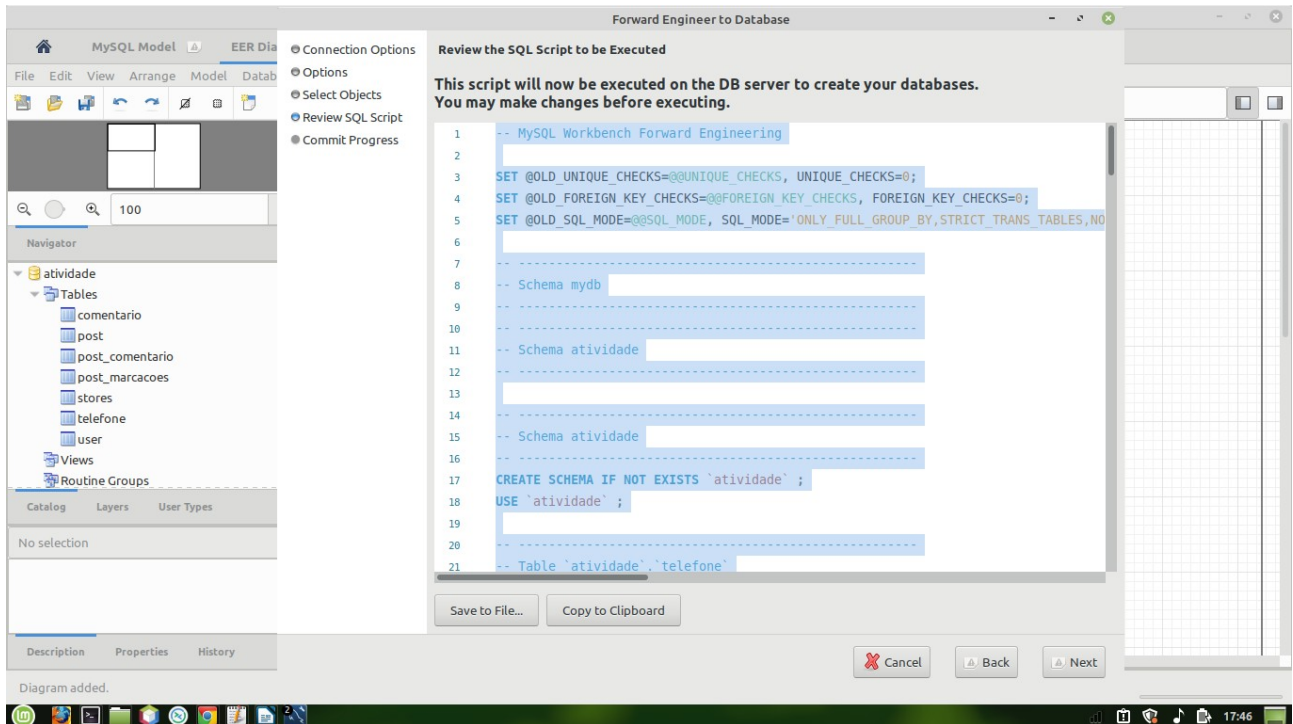 Forward Engineer to Database
MySQL Model
EER Dia
File Edit View Arrange Model Datab
100
Navigator
atividade
Tables
comentario
post
post_comentario
post_marcacoes
stores
telefone
user
Views
Routine Groups
Catalog Layers User Types
No selection
Description Properties History
Diagram added.
Connection Options
Options
Select Objects
Review SQL Script
Commit Progress
Review the SQL Script to be Executed
This script will now be executed on the DB server to create your databases.
You may make changes before executing.
1 -- MySQL Workbench Forward Engineering
2
3 SET @OLD_UNIQUE_CHECKS=@@UNIQUE_CHECKS, UNIQUE_CHECKS=0;
4 SET @OLD_FOREIGN_KEY_CHECKS=@@FOREIGN_KEY_CHECKS, FOREIGN_KEY_CHECKS=0;
5 SET @OLD_SQL_MODE=@@SQL_MODE, SQL_MODE='ONLY_FULL_GROUP_BY,STRICT_TRANS_TABLES,NO
6
7 -- -----------------------------------------------------
8 -- Schema mydb
9 -- -----------------------------------------------------
10 -- -----------------------------------------------------
11 -- Schema atividade
12 -- -----------------------------------------------------
13
14 -- -----------------------------------------------------
15 -- Schema atividade
16 -- -----------------------------------------------------
17 CREATE SCHEMA IF NOT EXISTS `atividade` ;
18 USE `atividade` ;
19
20 -- -----------------------------------------------------
21 -- Table `atividade`.`telefone`
Save to File... Copy to Clipboard
Cancel Back Next
17:46